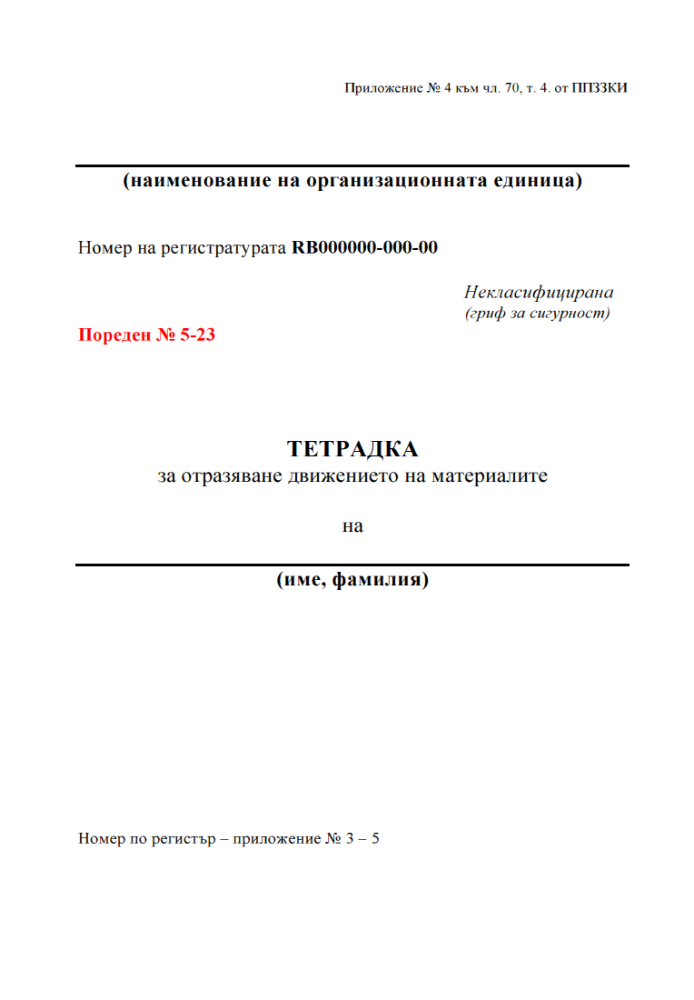 Приложение № 4 към чл. 70, т. 4. от ППЗЗКИ
(наименование на организационната единица)
Номер на регистратурата RB000000-000-00
Некласифицирана
(гриф за сигурност)
Пореден № 5-23
ТЕТРАДКА
за отразяване движението на материалите
на
(име, фамилия)
Номер по регистър – приложение № 3 – 5